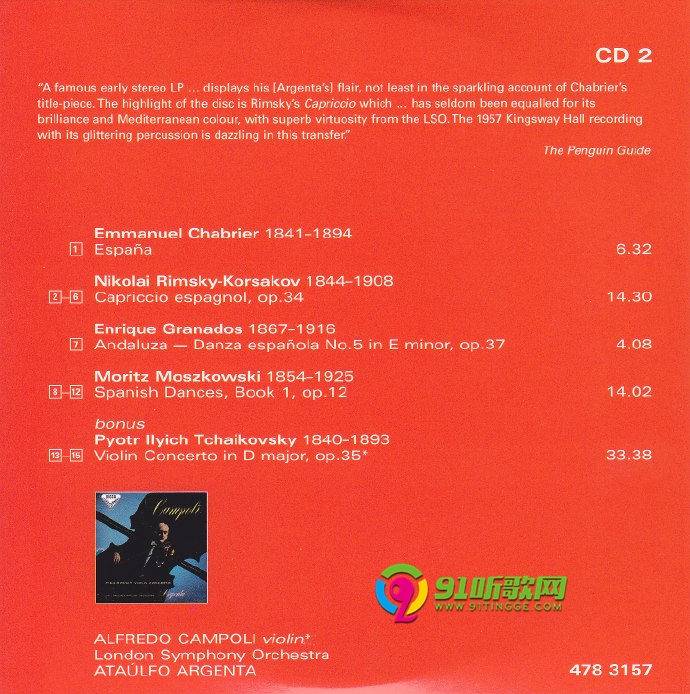 CD 2
“A famous early stereo LP ... displays his [Argenta’s] flair, not least in the sparkling account of Chabrier’s
title-piece. The highlight of the disc is Rimsky’s Capriccio which ... has seldom been equalled for its
brilliance and Mediterranean colour, with superb virtuosity from the LSO. The 1957 Kingsway Hall recording
with its glittering percussion is dazzling in this transfer.”
The Penguin Guide
Emmanuel Chabrier 1841–1894
1 España 6.32
Nikolai Rimsky-Korsakov 1844–1908
2–6 Capriccio espagnol, op.34 14.30
Enrique Granados 1867–1916
7 Andaluza — Danza española No.5 in E minor, op.37 4.08
Moritz Moszkowski 1854–1925
8–12 Spanish Dances, Book 1, op.12 14.02
bonus
Pyotr Ilyich Tchaikovsky 1840–1893
13–15 Violin Concerto in D major, op.35* 33.38
Campoli
Argenta
91听歌网
WWW.91TINGGE.COM
ALFREDO CAMPOLI violin*
London Symphony Orchestra
ATAÚLFO ARGENTA
478 3157